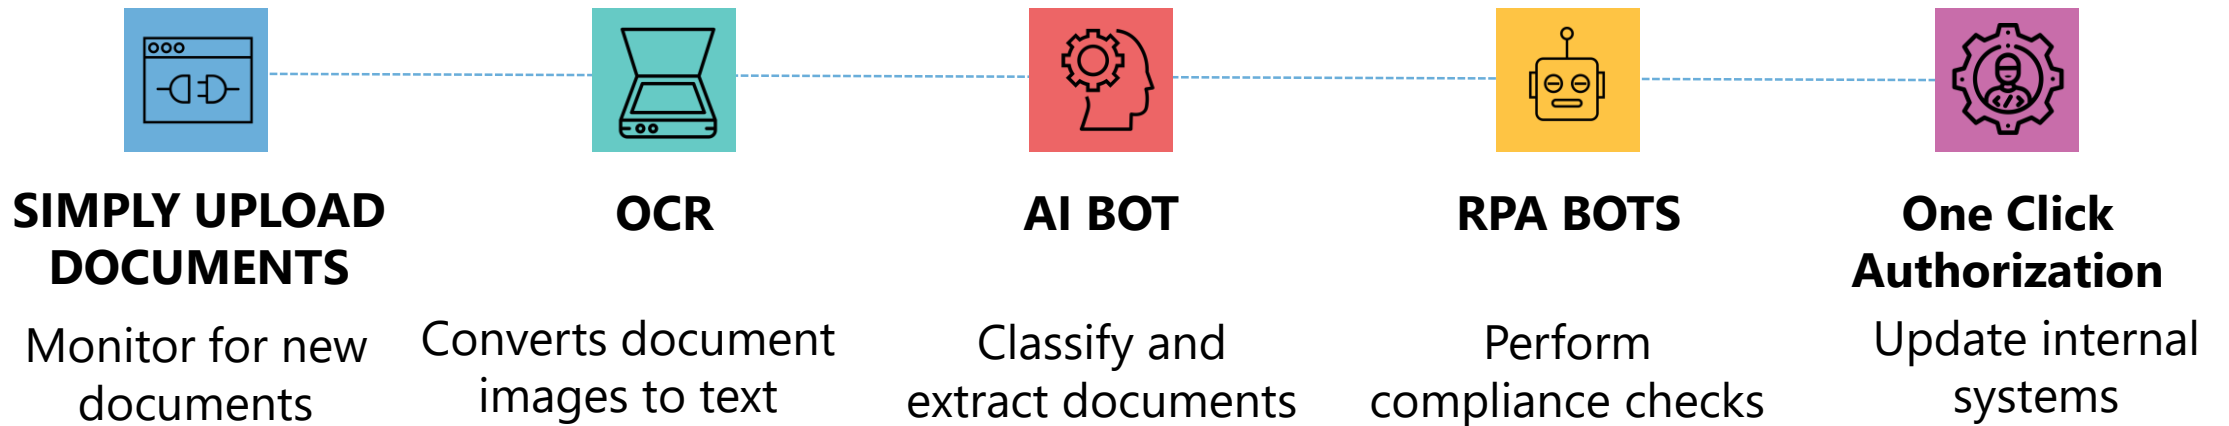 SIMPLY UPLOAD
DOCUMENTS
Monitor for new
documents
OCR
Converts document
images to text
AI BOT
Classify and
extract documents
RPA BOTS
Perform
compliance checks
One Click
Authorization
Update internal
systems